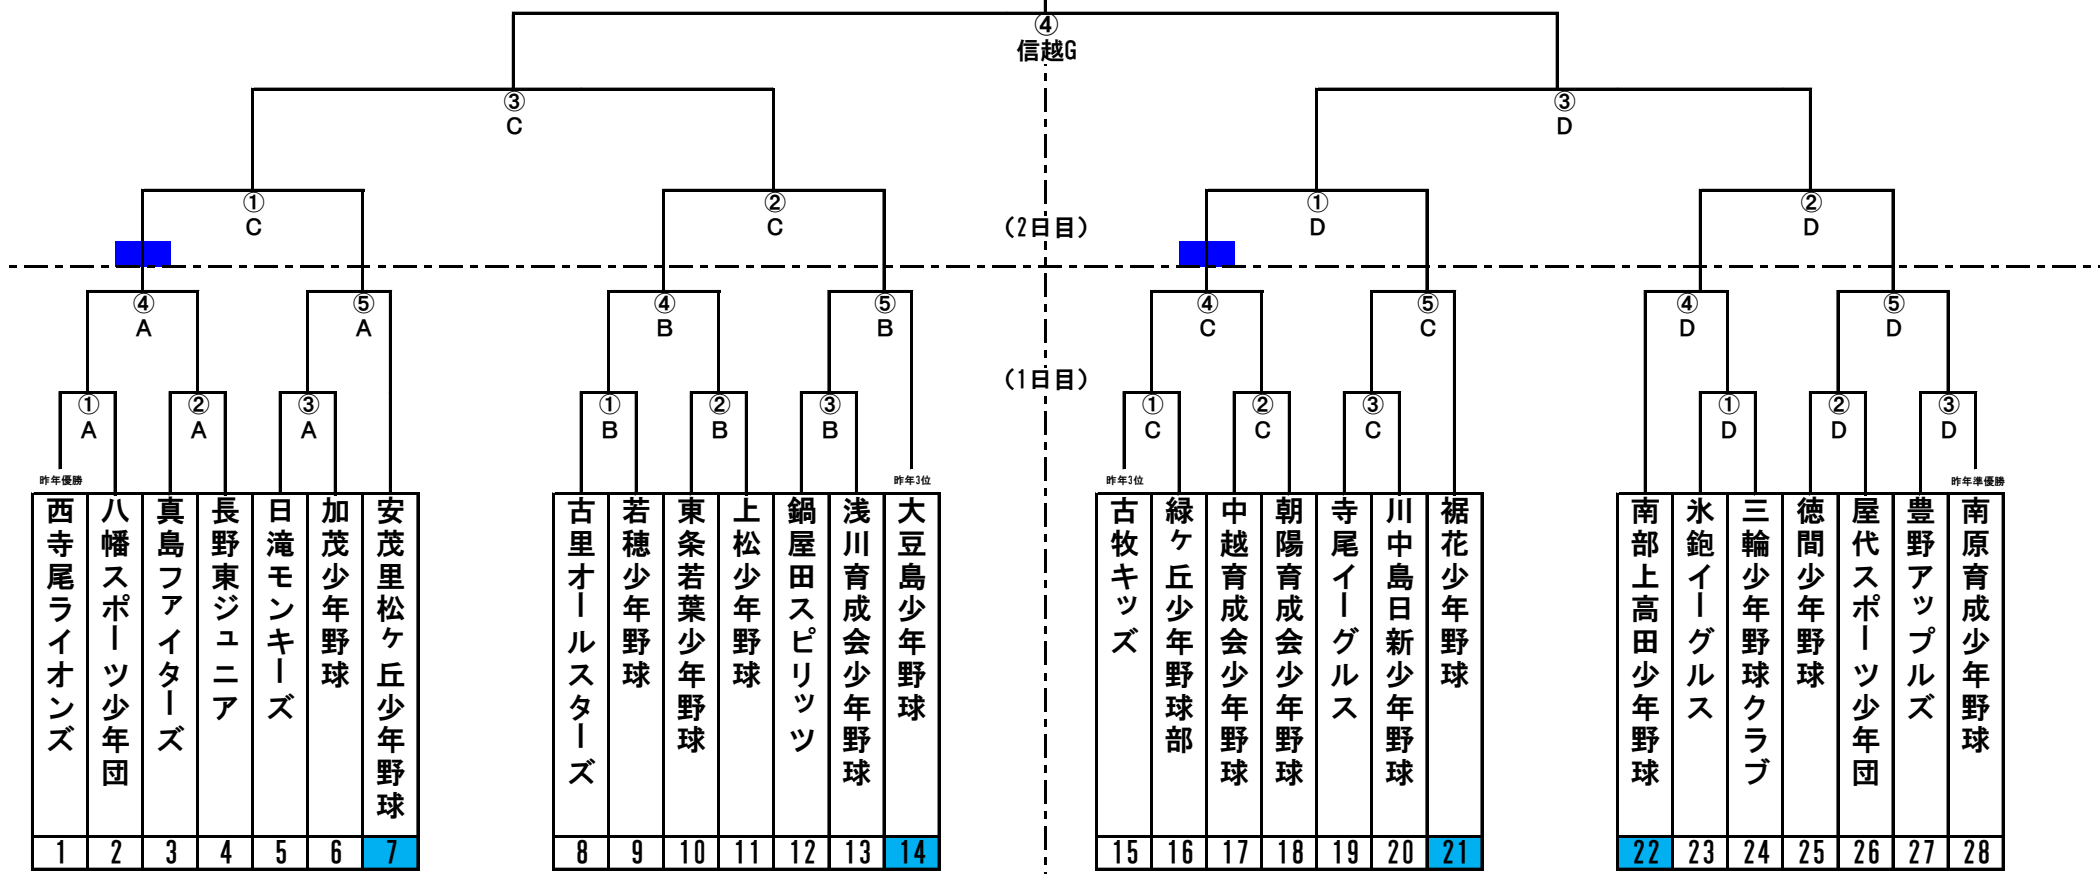 ④
信越G
③
C
③
D
①
C
②
C
(2日目)
①
D
②
D
④
A
⑤
A
④
B
⑤
B
④
C
⑤
C
④
D
⑤
D
(1日目)
①
A
②
A
③
A
①
B
②
B
③
B
①
C
②
C
③
C
①
D
②
D
③
D
昨年優勝
昨年3位
昨年3位
昨年準優勝
西寺尾ライオンズ
八幡スポーツ少年団
真島ファイターズ
長野東ジュニア
日滝モンキーズ
加茂少年野球
安茂里松ヶ丘少年野球
古里オールスターズ
若穂少年野球
東条若葉少年野球
上松少年野球
鍋屋田スピリッツ
浅川育成会少年野球
大豆島少年野球
古牧キッズ
緑ケ丘少年野球部
中越育成会少年野球
朝陽育成会少年野球
寺尾イーグルス
川中島日新少年野球
裾花少年野球
南部上高田少年野球
氷鉋イーグルス
三輪少年野球クラブ
徳間少年野球
屋代スポーツ少年団
豊野アップルズ
南原育成少年野球
1 2 3 4 5 6 7 8 9 10 11 12 13 14 15 16 17 18 19 20 21 22 23 24 25 26 27 28